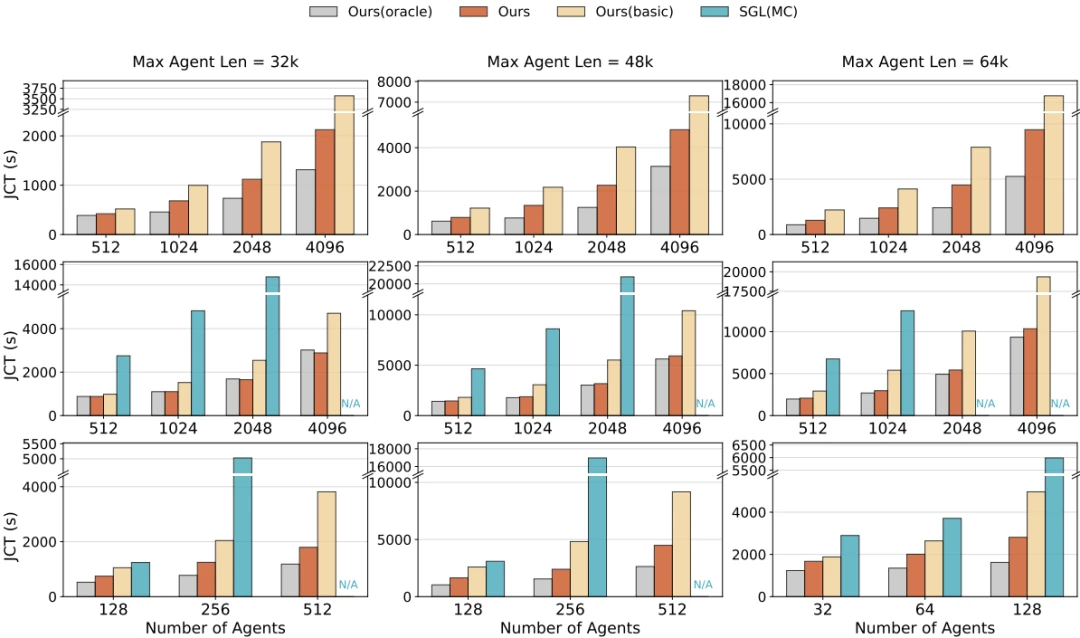 Ours(oracle) Ours Ours(basic) SGL(MC)
Max Agent Len = 32k Max Agent Len = 48k Max Agent Len = 64k
JCT (s)
3750
3500
3250
2000
1000
0
512 1024 2048 4096
8000
7000
4000
2000
0
512 1024 2048 4096
18000
16000
10000
5000
0
512 1024 2048 4096
JCT (s)
16000
14000
4000
2000
0
N/A
512 1024 2048 4096
22500
20000
10000
5000
0
N/A
512 1024 2048 4096
20000
17500
10000
5000
0
N/A N/A
512 1024 2048 4096
JCT (s)
5500
5000
4000
2000
0
N/A
128 256 512
Number of Agents
18000
16000
10000
5000
0
N/A
128 256 512
Number of Agents
6500
6000
5500
4000
2000
0
32 64 128
Number of Agents